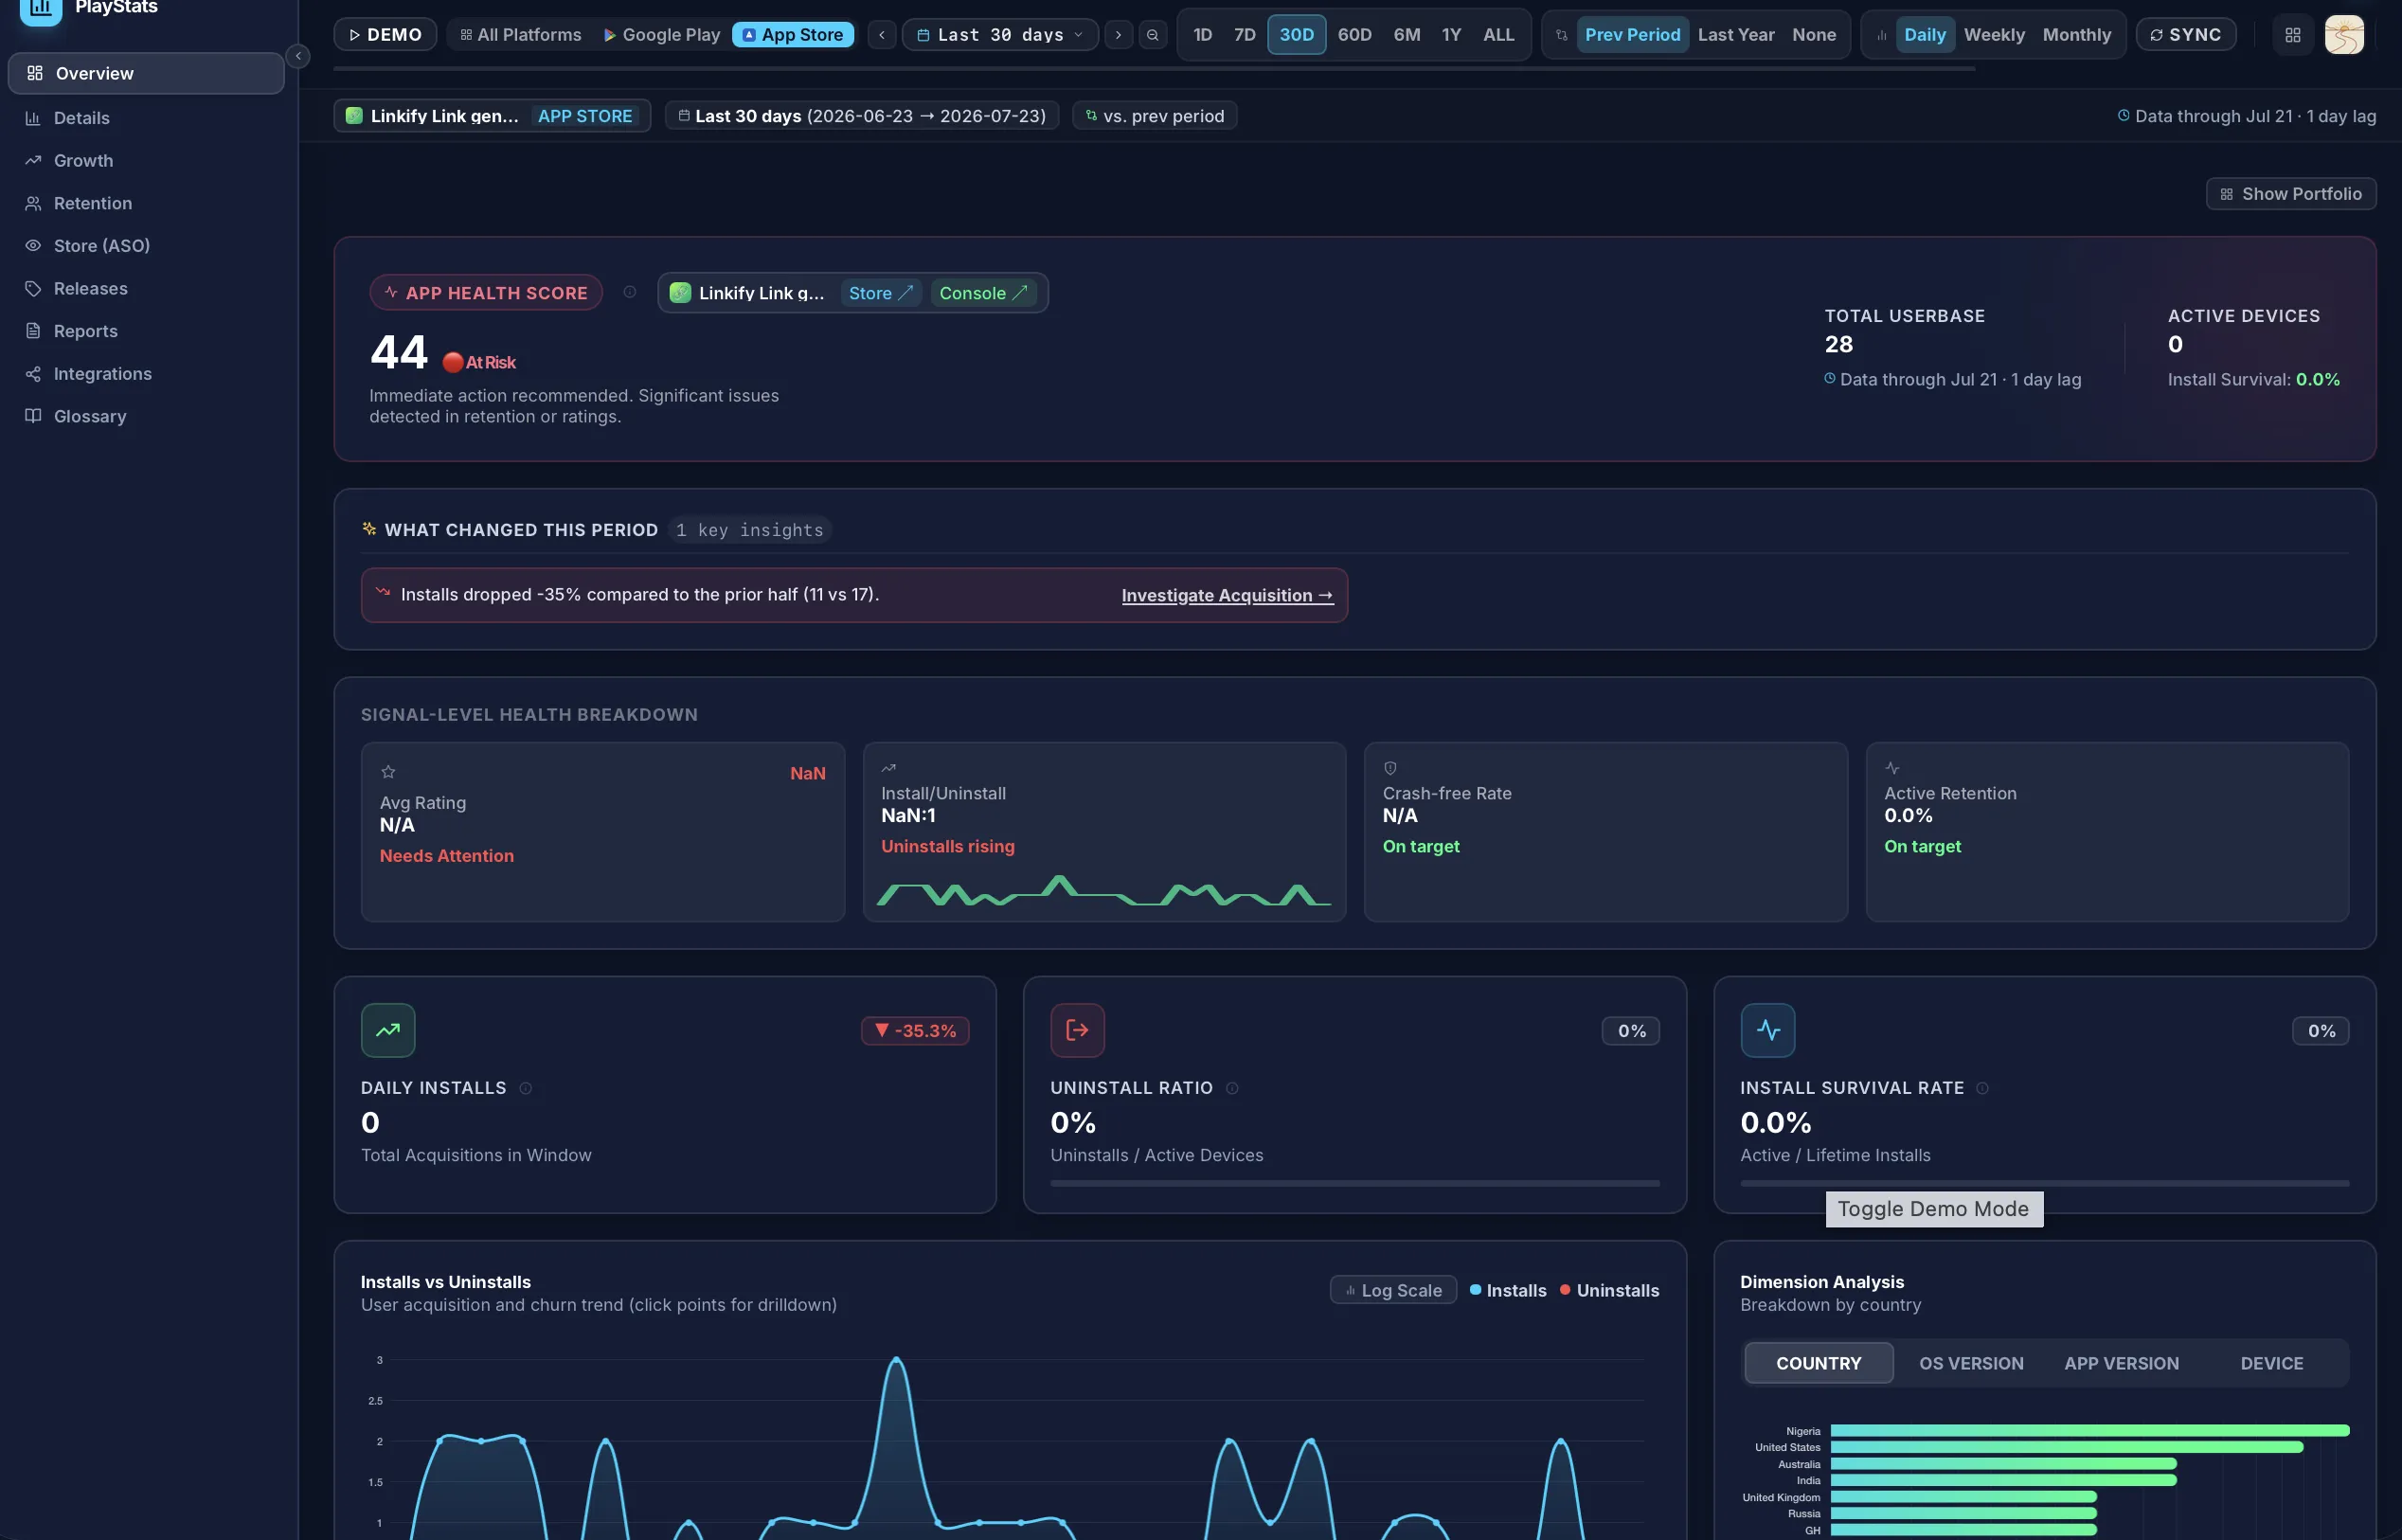 PlayStats
DEMO
All Platforms
Google Play
App Store
Last 30 days
1D 7D 30D 60D 6M 1Y ALL
Prev Period Last Year None
Daily Weekly Monthly
SYNC
Overview
Details
Growth
Retention
Store (ASO)
Releases
Reports
Integrations
Glossary
Linkify Link gen... APP STORE
Last 30 days (2026-06-23 → 2026-07-23)
vs. prev period
Data through Jul 21 · 1 day lag
Show Portfolio
APP HEALTH SCORE
Linkify Link g... Store ↗ Console ↗
44 At Risk
Immediate action recommended. Significant issues
detected in retention or ratings.
TOTAL USERBASE
28
Data through Jul 21 · 1 day lag
ACTIVE DEVICES
0
Install Survival: 0.0%
WHAT CHANGED THIS PERIOD 1 key insights
Installs dropped -35% compared to the prior half (11 vs 17).
Investigate Acquisition →
SIGNAL-LEVEL HEALTH BREAKDOWN
NaN
Avg Rating
N/A
Needs Attention
Install/Uninstall
NaN:1
Uninstalls rising
Crash-free Rate
N/A
On target
Active Retention
0.0%
On target
▼ -35.3%
DAILY INSTALLS
0
Total Acquisitions in Window
0%
UNINSTALL RATIO
0%
Uninstalls / Active Devices
0%
INSTALL SURVIVAL RATE
0.0%
Active / Lifetime Installs
Toggle Demo Mode
Installs vs Uninstalls
User acquisition and churn trend (click points for drilldown)
Log Scale
Installs
Uninstalls
3
2.5
2
1.5
1
Dimension Analysis
Breakdown by country
COUNTRY OS VERSION APP VERSION DEVICE
Nigeria
United States
Australia
India
United Kingdom
Russia
GH